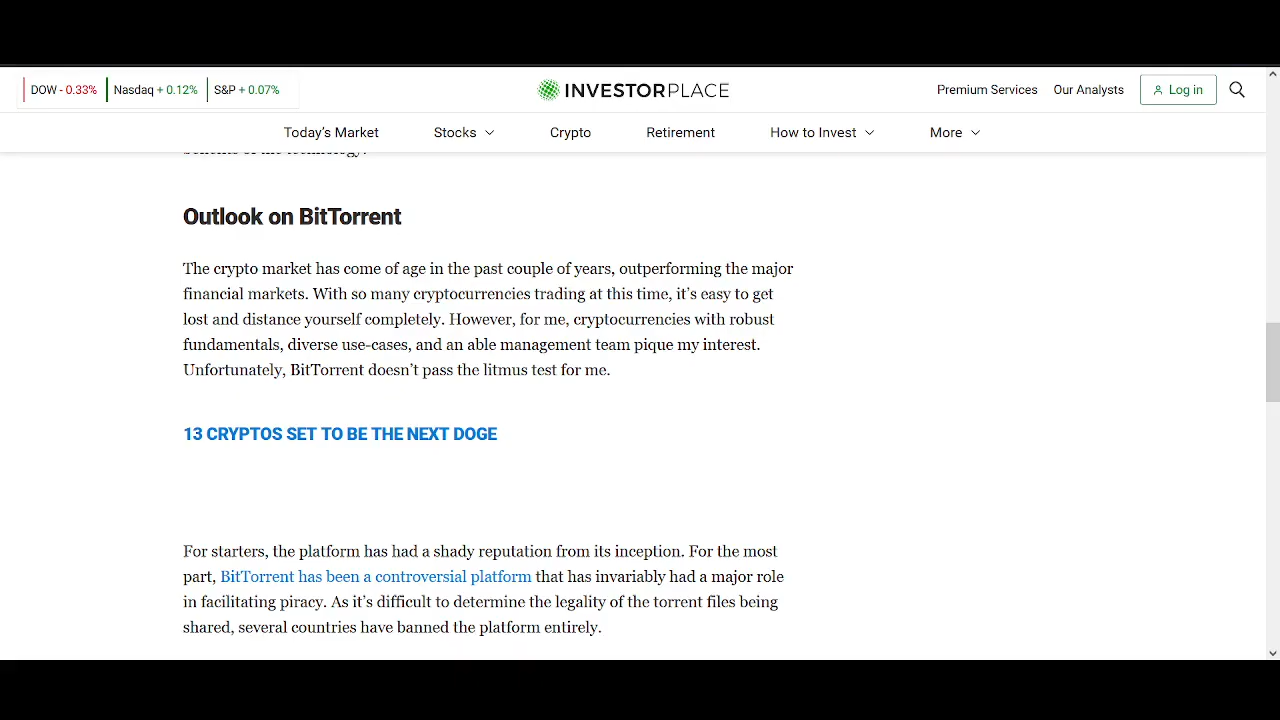 DOW - 0.33% Nasdaq + 0.12% S&P + 0.07%
INVESTORPLACE
Premium Services Our Analysts Log in
Today's Market Stocks Crypto Retirement How to Invest More
benefits of the technology.
Outlook on BitTorrent
The crypto market has come of age in the past couple of years, outperforming the major
financial markets. With so many cryptocurrencies trading at this time, it's easy to get
lost and distance yourself completely. However, for me, cryptocurrencies with robust
fundamentals, diverse use-cases, and an able management team pique my interest.
Unfortunately, BitTorrent doesn't pass the litmus test for me.
13 CRYPTOS SET TO BE THE NEXT DOGE
For starters, the platform has had a shady reputation from its inception. For the most
part, BitTorrent has been a controversial platform that has invariably had a major role
in facilitating piracy. As it's difficult to determine the legality of the torrent files being
shared, several countries have banned the platform entirely.